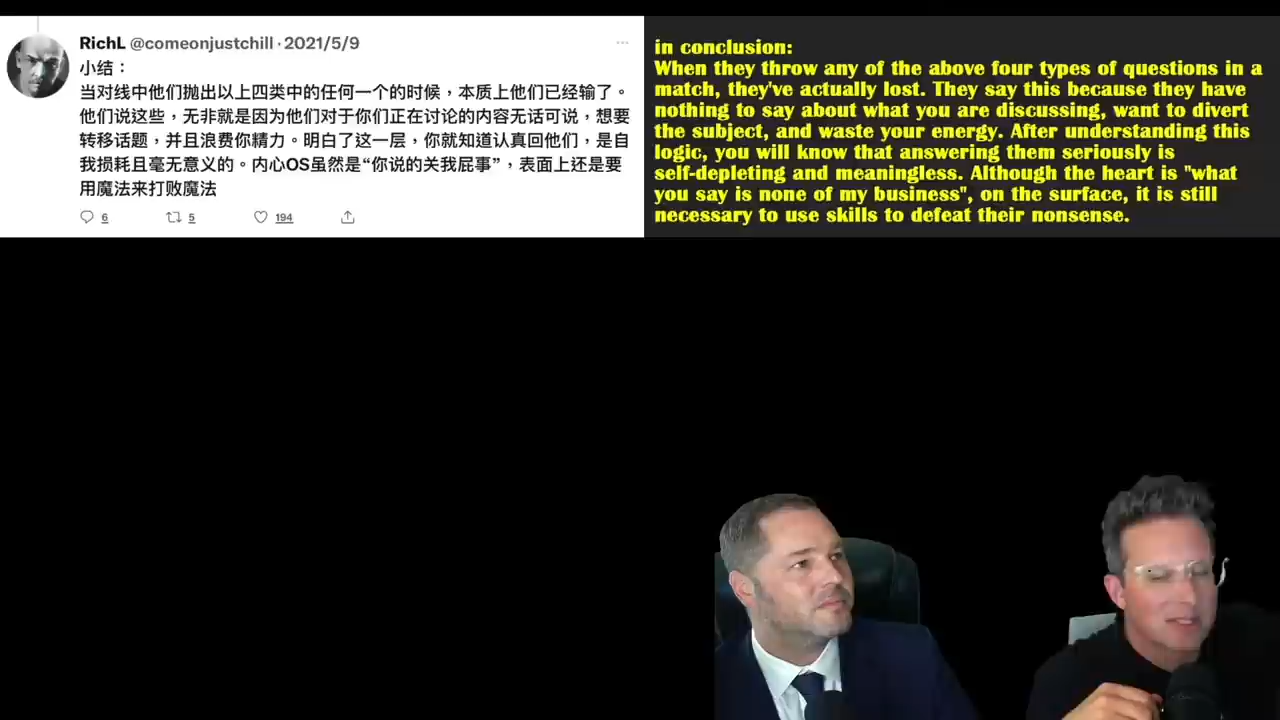 RichL @comeonjustchill · 2021/5/9
小结：
当对线中他们抛出以上四类中的任何一个的时候，本质上他们已经输了。
他们说这些，无非就是因为他们对于你们正在讨论的内容无话可说，想要
转移话题，并且浪费你精力。明白了这一层，你就知道认真回他们，是自
我损耗且毫无意义的。内心OS虽然是“你说的关我屁事”，表面上还是要
用魔法来打败魔法
6 5 194
in conclusion:
When they throw any of the above four types of questions in a
match, they've actually lost. They say this because they have
nothing to say about what you are discussing, want to divert
the subject, and waste your energy. After understanding this
logic, you will know that answering them seriously is
self-depleting and meaningless. Although the heart is "what
you say is none of my business", on the surface, it is still
necessary to use skills to defeat their nonsense.